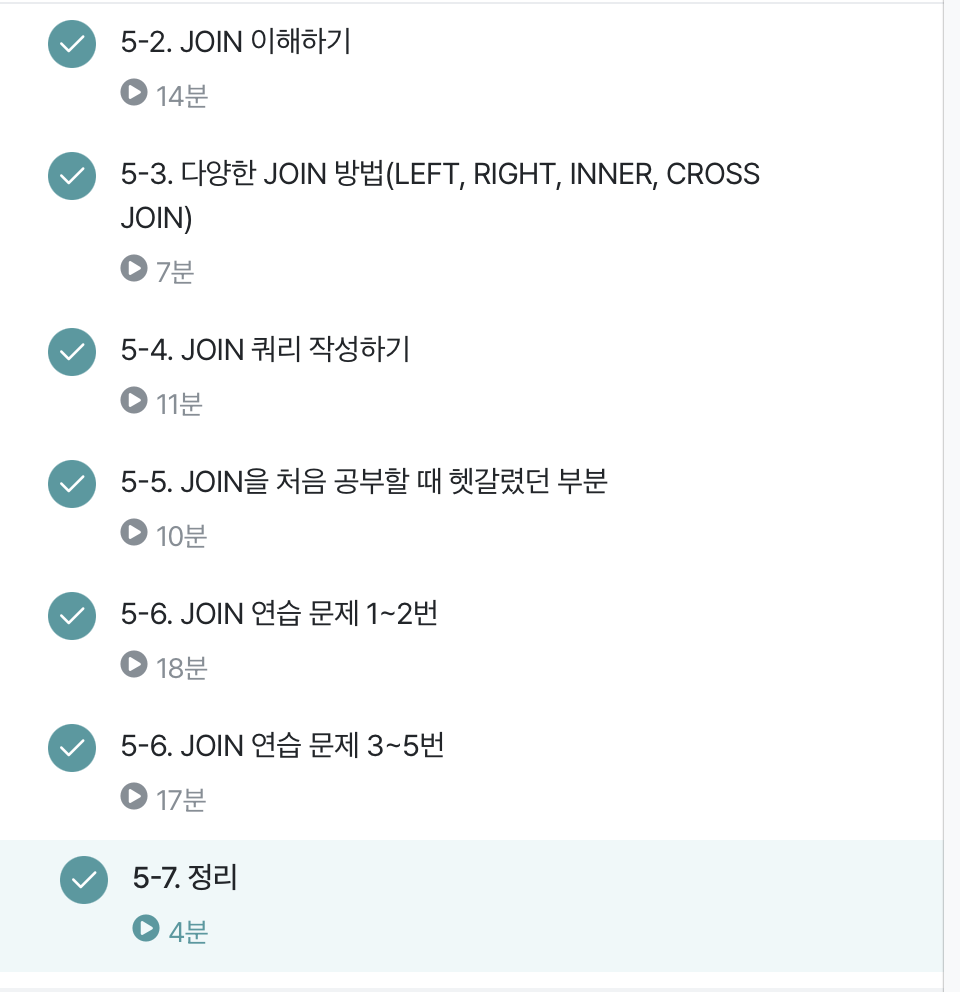 5-2. JOIN 이해하기
14분
5-3. 다양한 JOIN 방법(LEFT, RIGHT, INNER, CROSS
JOIN)
7분
5-4. JOIN 쿼리 작성하기
11분
5-5. JOIN을 처음 공부할 때 헷갈렸던 부분
10분
5-6. JOIN 연습 문제 1~2번
18분
5-6. JOIN 연습 문제 3~5번
17분
5-7. 정리
4분